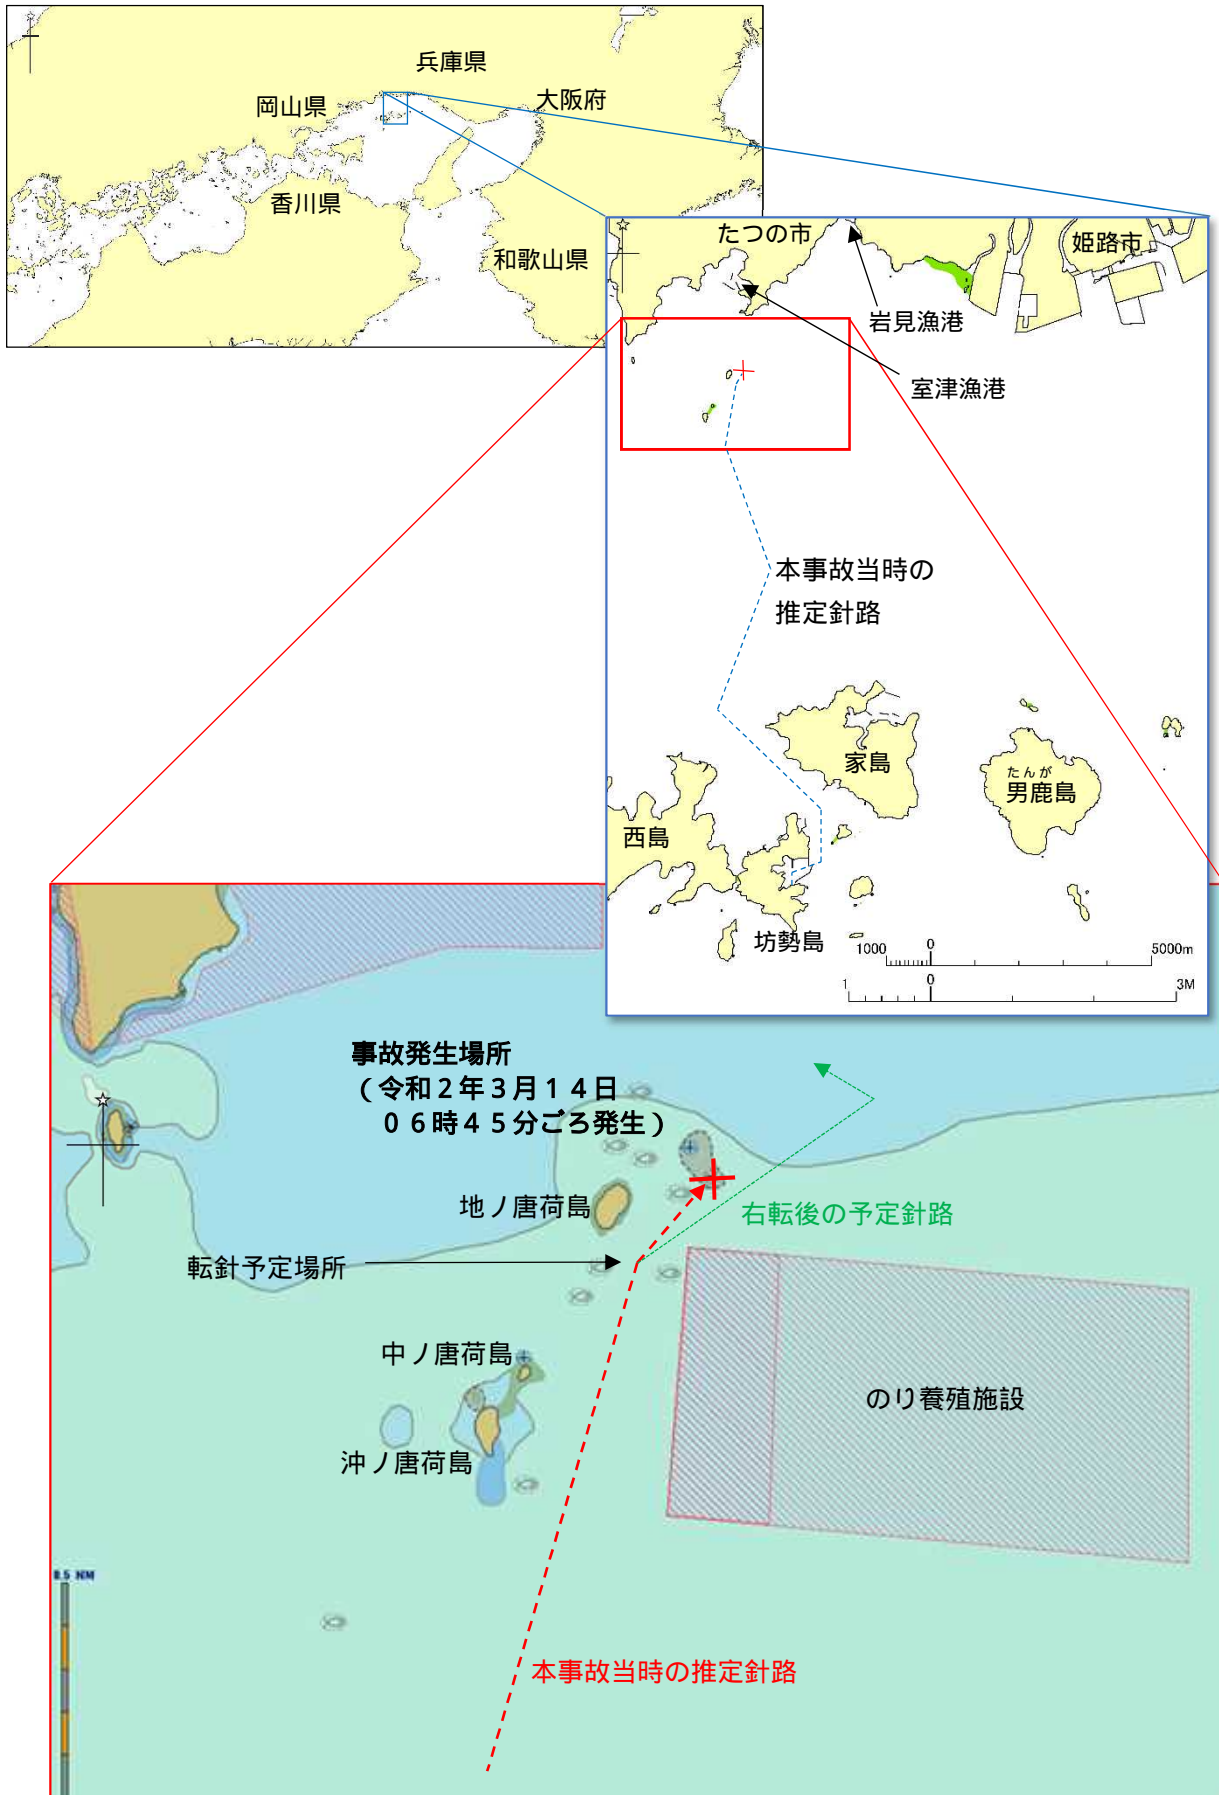 兵庫県
岡山県
大阪府
香川県
和歌山県
たつの市
姫路市
岩見漁港
室津漁港
本事故当時の
推定針路
家島
たんが
男鹿島
西島
坊勢島
1000 0 5000m
1 0 3M
事故発生場所
（令和２年３月１４日
０６時４５分ごろ発生）
地ノ唐荷島
右転後の予定針路
転針予定場所
中ノ唐荷島
のり養殖施設
沖ノ唐荷島
0.5 NM
本事故当時の推定針路